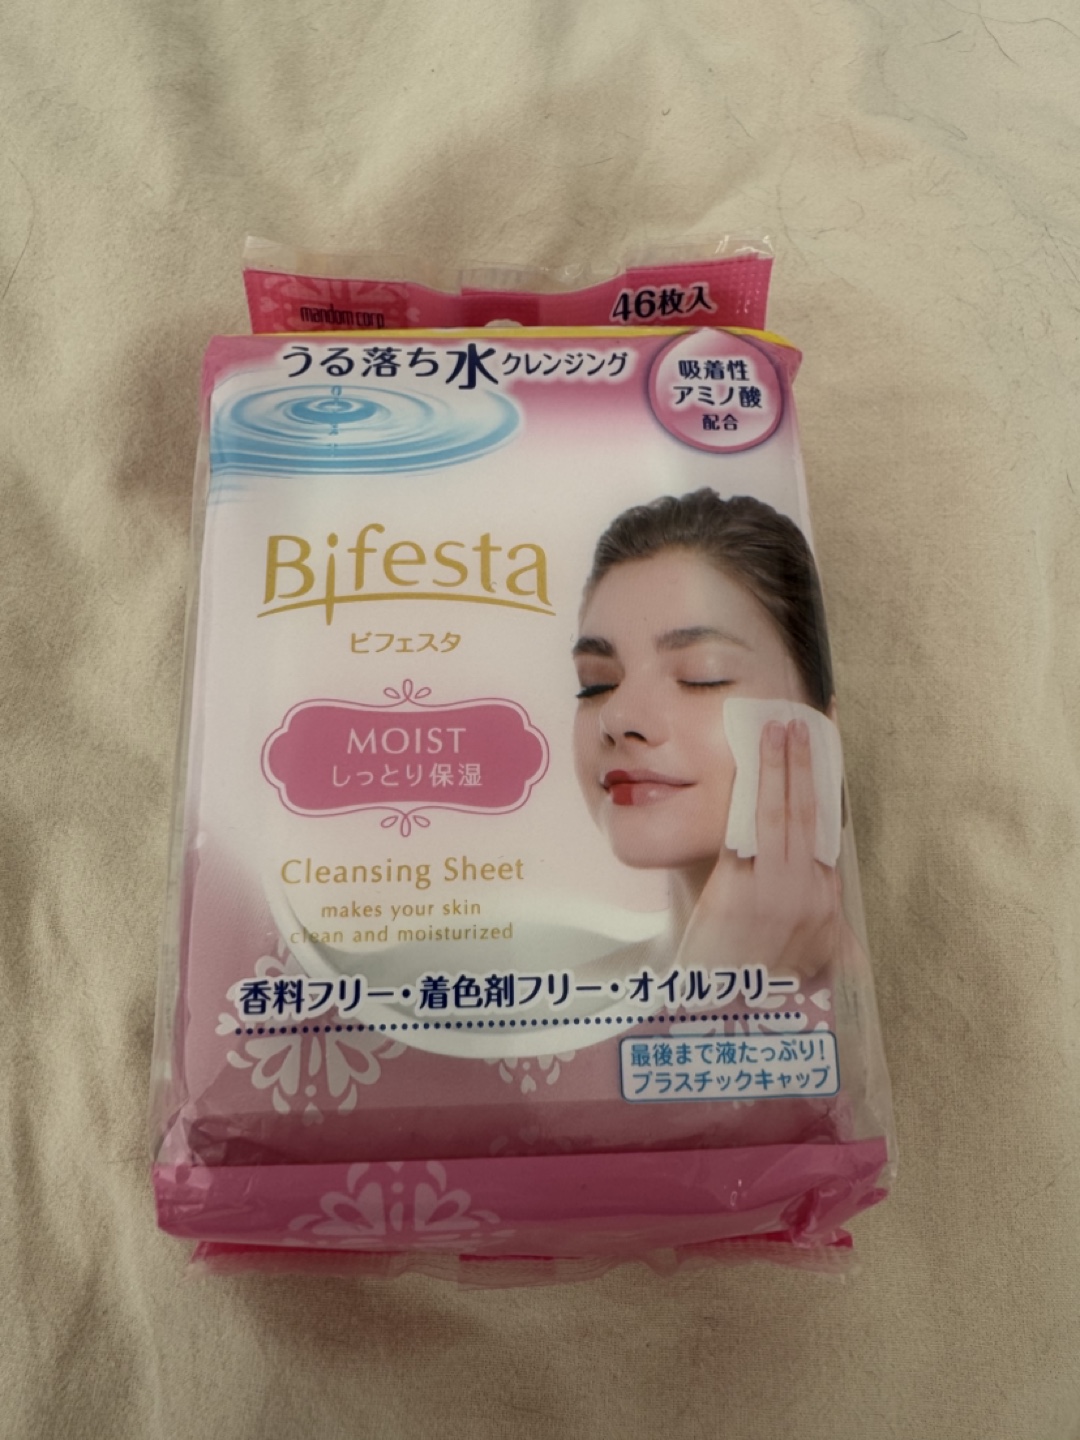 mandom corp
46枚入
うる落ち水クレンジング
吸着性
アミノ酸
配合
Bifesta
ビフェスタ
MOIST
しっとり保湿
Cleansing Sheet
makes your skin
clean and moisturized
香料フリー・着色剤フリー・オイルフリー
最後まで液たっぷり！
プラスチックキャップ